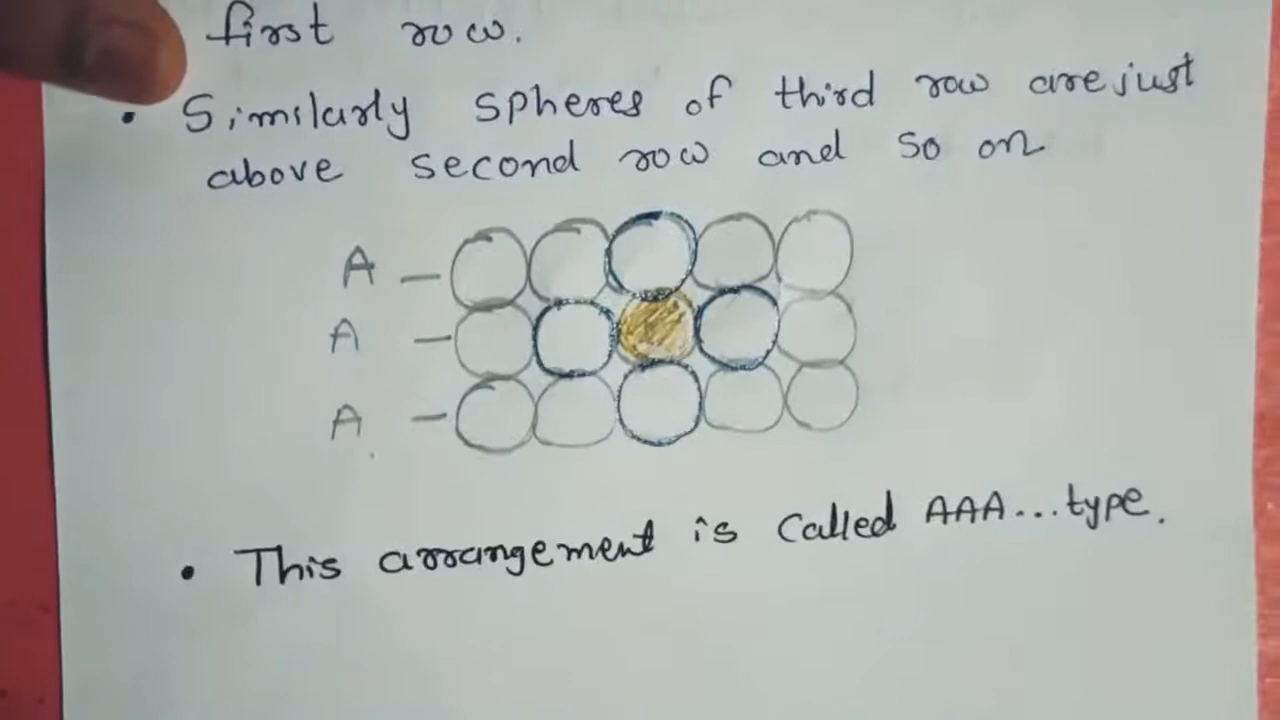 first row.
• Similarly spheres of third row are just
above second row and so on
A –
A –
A –
• This arrangement is called AAA...type.